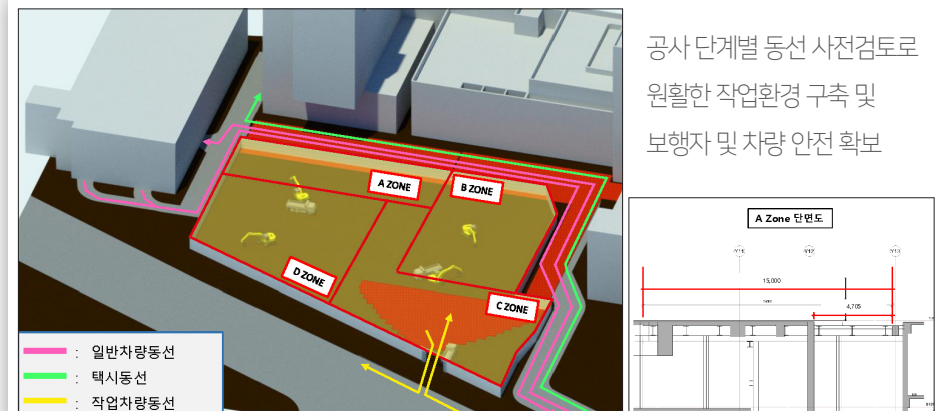 공사 단계별 동선 사전검토로
원활한 작업환경 구축 및
보행자 및 차량 안전 확보
A ZONE
B ZONE
D ZONE
C ZONE
: 일반차량동선
: 택시동선
: 작업차량동선
A Zone 단면도
Y12
Y13
15,000
4,705